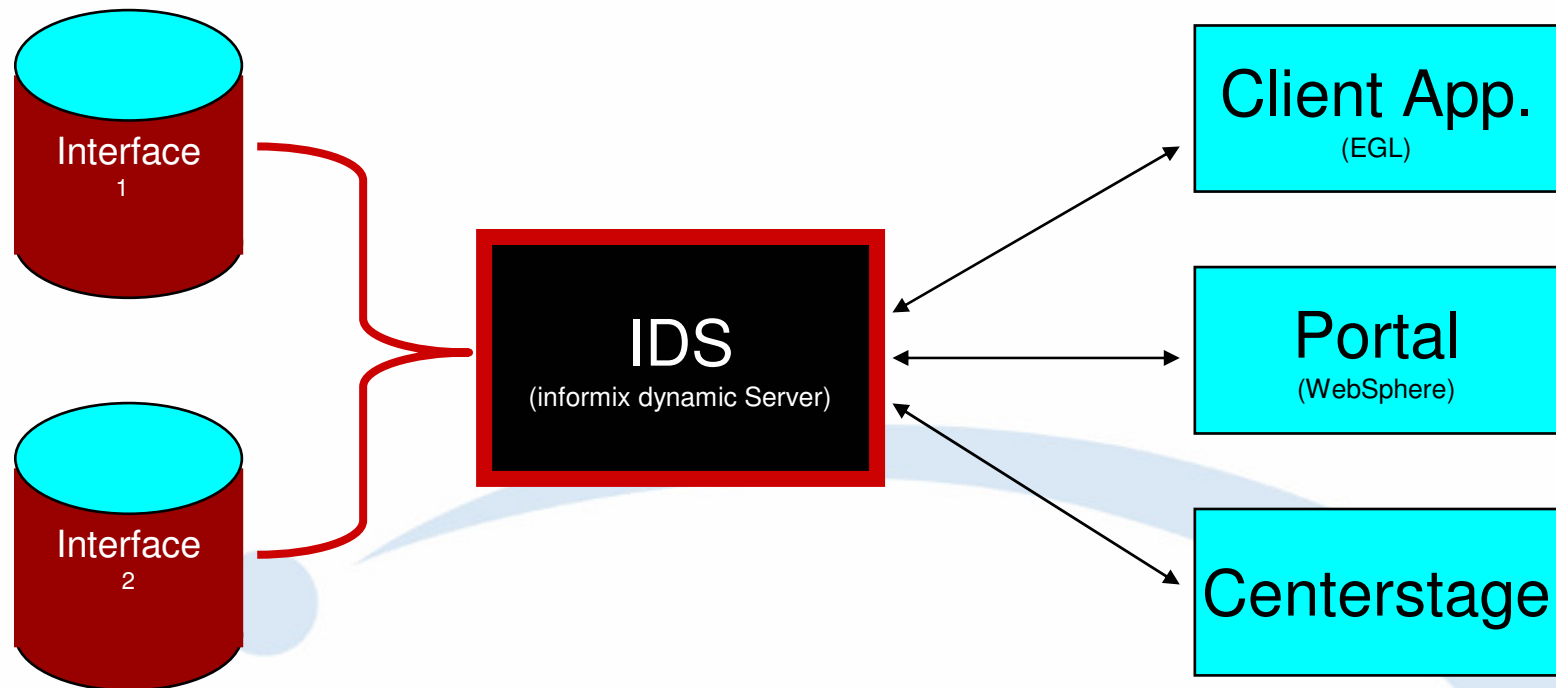 Interface
1
Interface
2
IDS
(informix dynamic Server)
Client App.
(EGL)
Portal
(WebSphere)
Centerstage